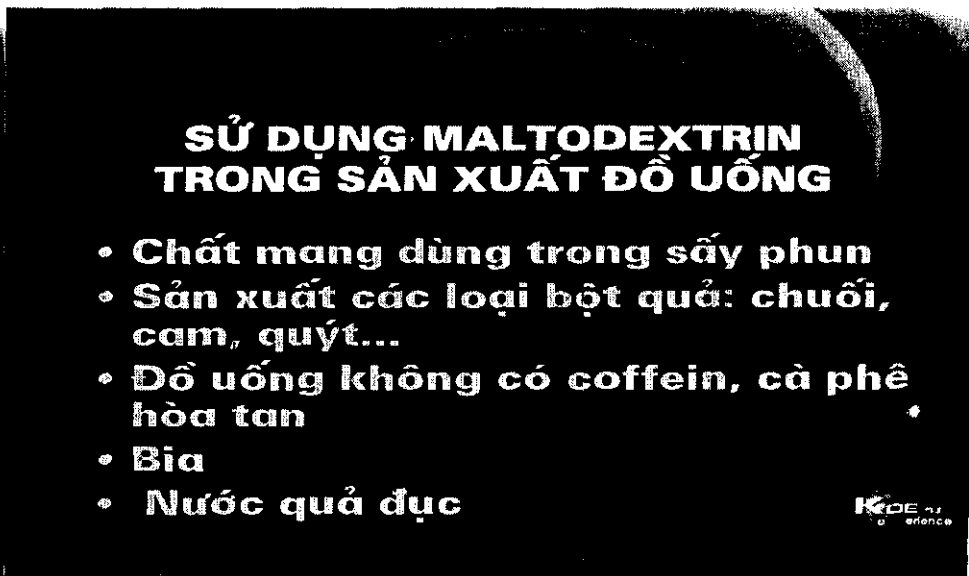 SỬ DỤNG MALTODEXTRIN
TRONG SẢN XUẤT ĐỒ UỐNG
• Chất mang dùng trong sấy phun
• Sản xuất các loại bột quả: chuối,
cam, quýt...
• Đồ uống không có coffein, cà phê
hòa tan
• Bia
• Nước quả đục